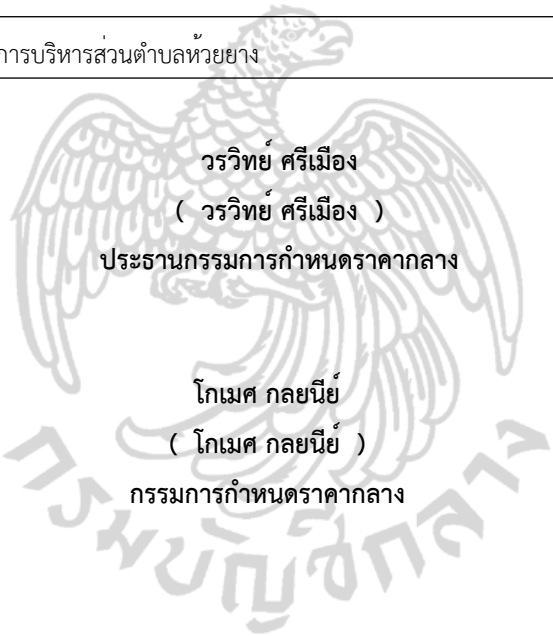 การบริหารส่วนตำบลห้วยยาง
วรวิทย์ ศรีเมือง
( วรวิทย์ ศรีเมือง )
ประธานกรรมการกำหนดราคากลาง
โกเมศ กลยนีย์
( โกเมศ กลยนีย์ )
กรรมการกำหนดราคากลาง
กรมบัญชีกลาง